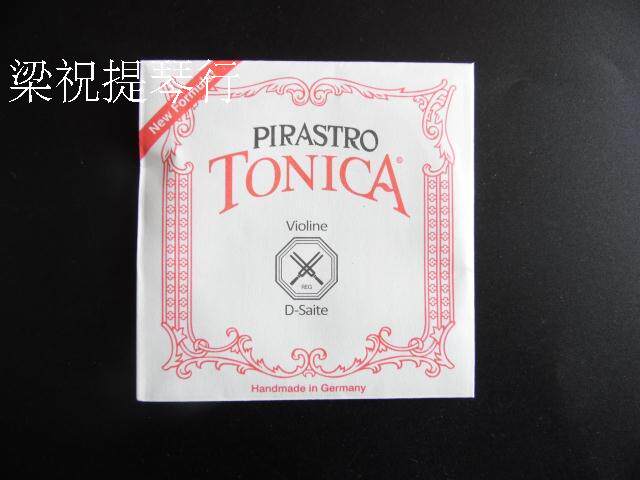 梁祝提琴行
New Formula
PIRASTRO
TONICA®
Violine
REG
D-Saite
Handmade in Germany